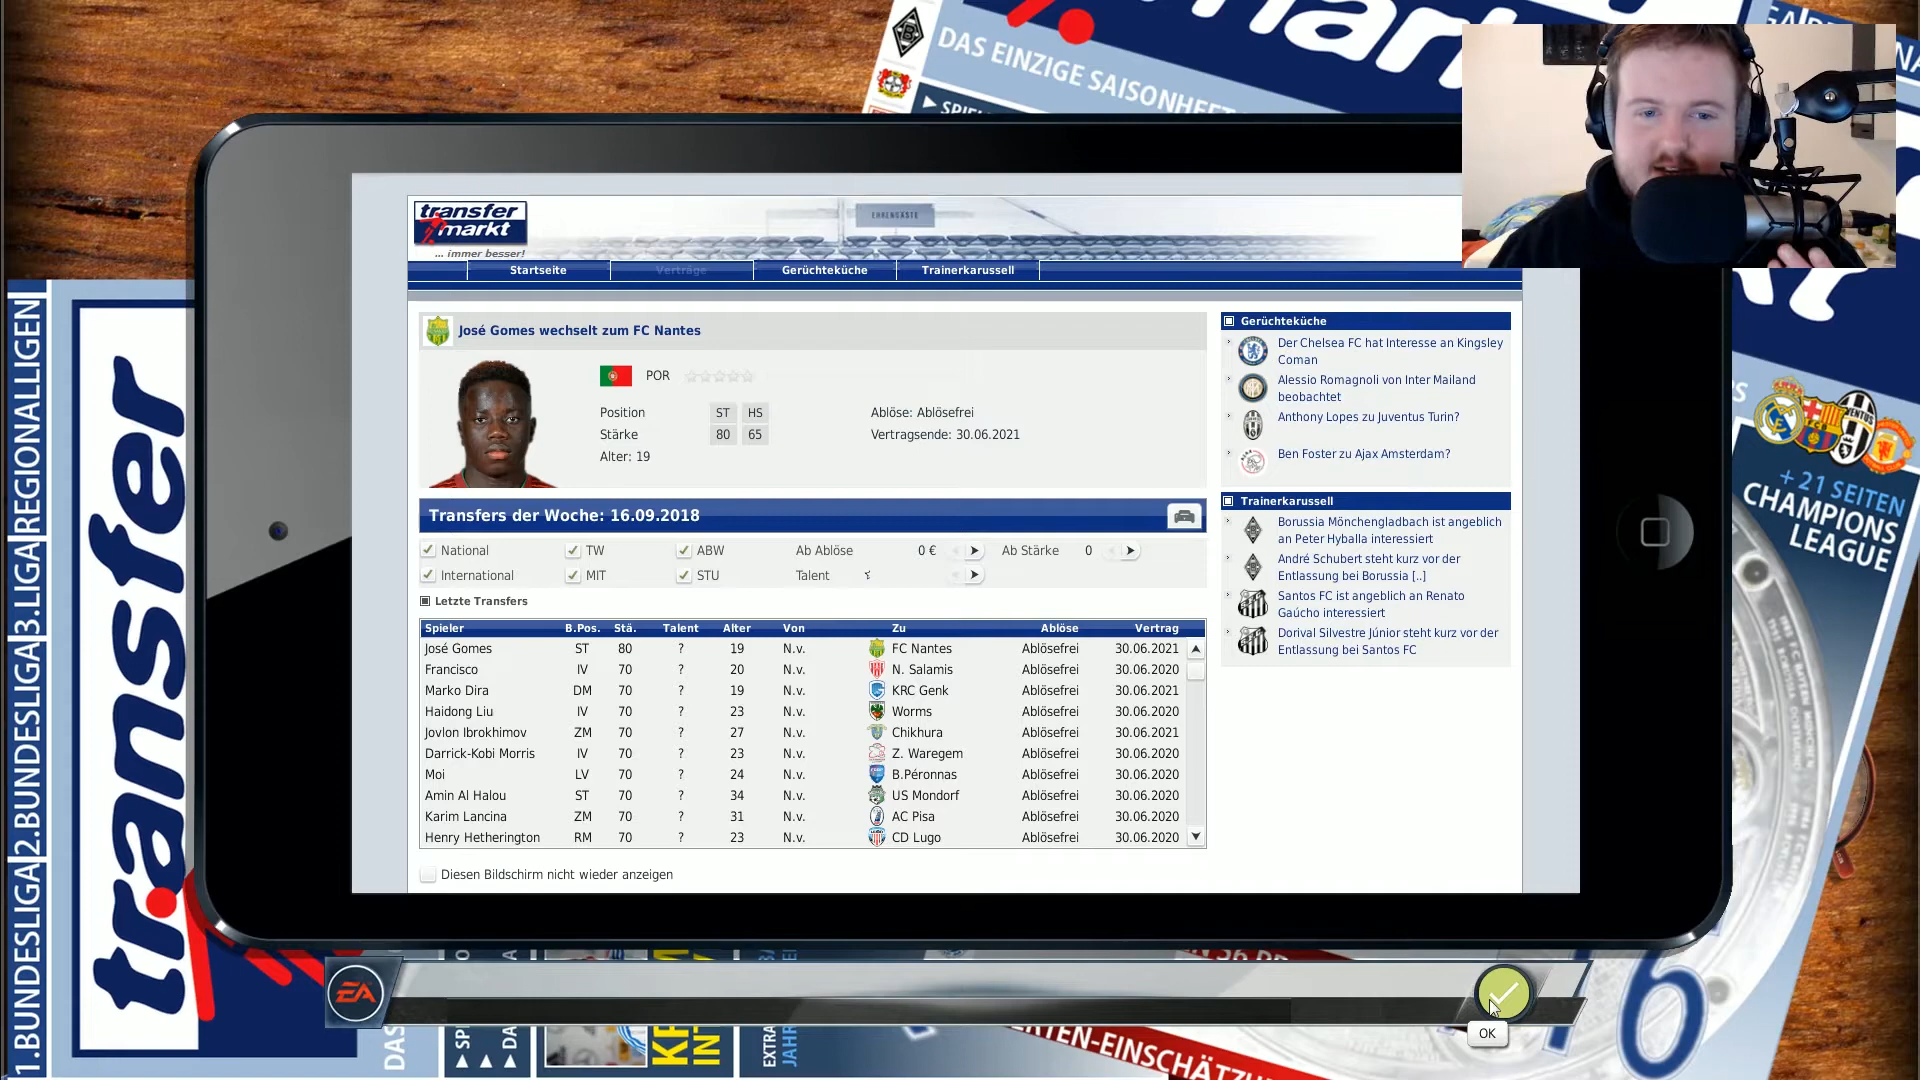 DAS EINZIGE SAISONHEFT
transfer
markt
... immer besser!
EHRENGÄSTE
Startseite
Verträge
Gerüchteküche
Trainerkarussell
José Gomes wechselt zum FC Nantes
POR
Position ST HS
Stärke 80 65
Alter: 19
Ablöse: Ablösefrei
Vertragsende: 30.06.2021
Transfers der Woche: 16.09.2018
National TW ABW Ab Ablöse 0 € Ab Stärke 0
International MIT STU Talent
Letzte Transfers
Spieler B.Pos. Stä. Talent Alter Von Zu Ablöse Vertrag
José Gomes ST 80 ? 19 N.v. FC Nantes Ablösefrei 30.06.2021
Francisco IV 70 ? 20 N.v. N. Salamis Ablösefrei 30.06.2020
Marko Dira DM 70 ? 19 N.v. KRC Genk Ablösefrei 30.06.2021
Haidong Liu IV 70 ? 23 N.v. Worms Ablösefrei 30.06.2020
Jovlon Ibrokhimov ZM 70 ? 27 N.v. Chikhura Ablösefrei 30.06.2021
Darrick-Kobi Morris IV 70 ? 23 N.v. Z. Waregem Ablösefrei 30.06.2020
Moi LV 70 ? 24 N.v. B.Péronnas Ablösefrei 30.06.2020
Amin Al Halou ST 70 ? 34 N.v. US Mondorf Ablösefrei 30.06.2020
Karim Lancina ZM 70 ? 31 N.v. AC Pisa Ablösefrei 30.06.2020
Henry Hetherington RM 70 ? 23 N.v. CD Lugo Ablösefrei 30.06.2020
Diesen Bildschirm nicht wieder anzeigen
Gerüchteküche
Der Chelsea FC hat Interesse an Kingsley
Coman
Alessio Romagnoli von Inter Mailand
beobachtet
Anthony Lopes zu Juventus Turin?
Ben Foster zu Ajax Amsterdam?
Trainerkarussell
Borussia Mönchengladbach ist angeblich
an Peter Hyballa interessiert
André Schubert steht kurz vor der
Entlassung bei Borussia [..]
Santos FC ist angeblich an Renato
Gaúcho interessiert
Dorival Silvestre Júnior steht kurz vor der
Entlassung bei Santos FC
+ 21 SEITEN
CHAMPIONS
LEAGUE
1.BUNDESLIGA 2.BUNDESLIGA 3.LIGA REGIONALLIGEN
transfer
DAS
EXTRA
EA
OK
16